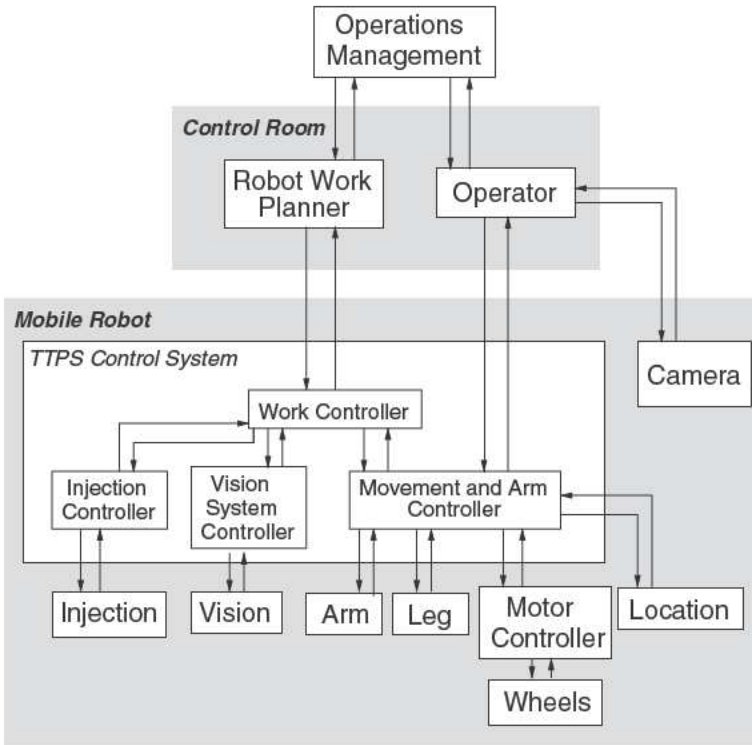 Operations
Management
Control Room
Robot Work
Planner
Operator
Mobile Robot
TTPS Control System
Camera
Work Controller
Injection
Controller
Vision
System
Controller
Movement and Arm
Controller
Injection
Vision
Arm
Leg
Motor
Controller
Location
Wheels